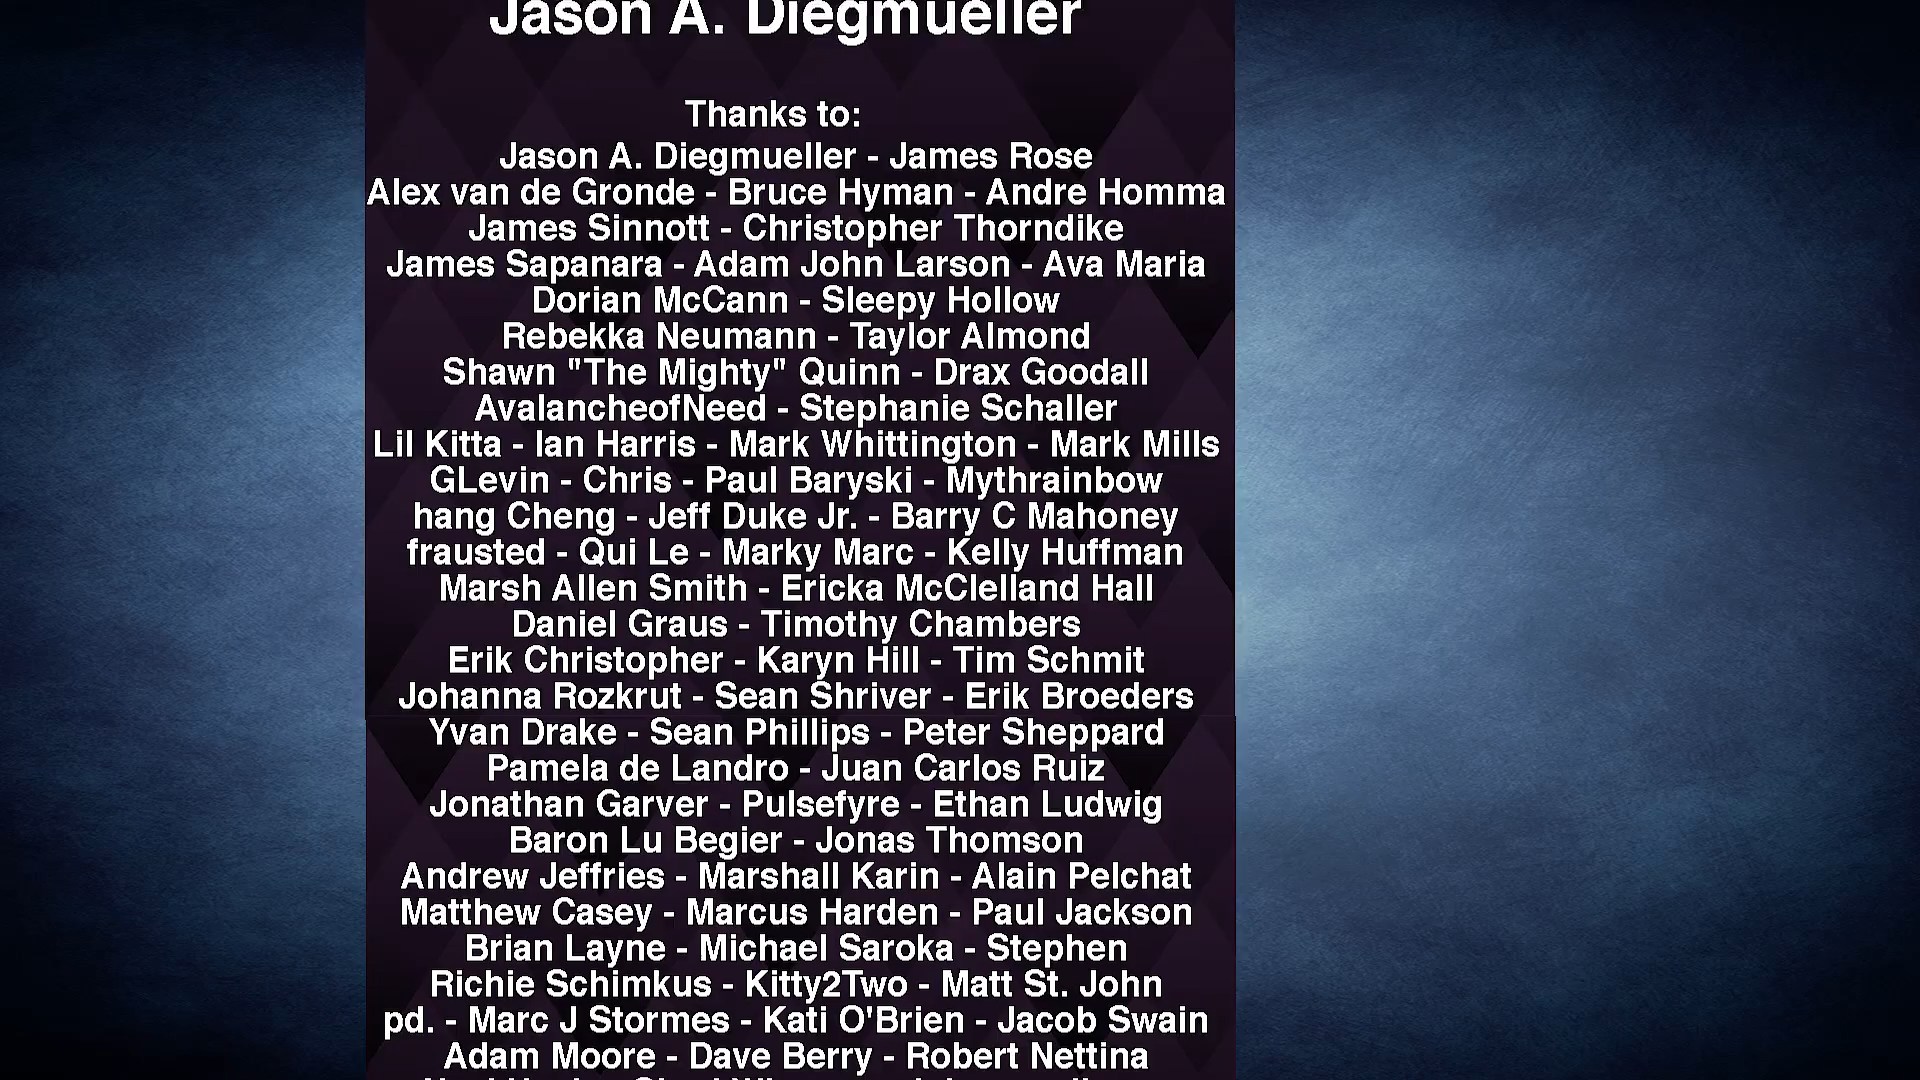 Jason A. Diegmueller
Thanks to:
Jason A. Diegmueller - James Rose
Alex van de Gronde - Bruce Hyman - Andre Homma
James Sinnott - Christopher Thorndike
James Sapanara - Adam John Larson - Ava Maria
Dorian McCann - Sleepy Hollow
Rebekka Neumann - Taylor Almond
Shawn "The Mighty" Quinn - Drax Goodall
AvalancheofNeed - Stephanie Schaller
Lil Kitta - Ian Harris - Mark Whittington - Mark Mills
GLevin - Chris - Paul Baryski - Mythrainbow
hang Cheng - Jeff Duke Jr. - Barry C Mahoney
frausted - Qui Le - Marky Marc - Kelly Huffman
Marsh Allen Smith - Ericka McClelland Hall
Daniel Graus - Timothy Chambers
Erik Christopher - Karyn Hill - Tim Schmit
Johanna Rozkrut - Sean Shriver - Erik Broeders
Yvan Drake - Sean Phillips - Peter Sheppard
Pamela de Landro - Juan Carlos Ruiz
Jonathan Garver - Pulsefyre - Ethan Ludwig
Baron Lu Begier - Jonas Thomson
Andrew Jeffries - Marshall Karin - Alain Pelchat
Matthew Casey - Marcus Harden - Paul Jackson
Brian Layne - Michael Saroka - Stephen
Richie Schimkus - Kitty2Two - Matt St. John
pd. - Marc J Stormes - Kati O'Brien - Jacob Swain
Adam Moore - Dave Berry - Robert Nettina